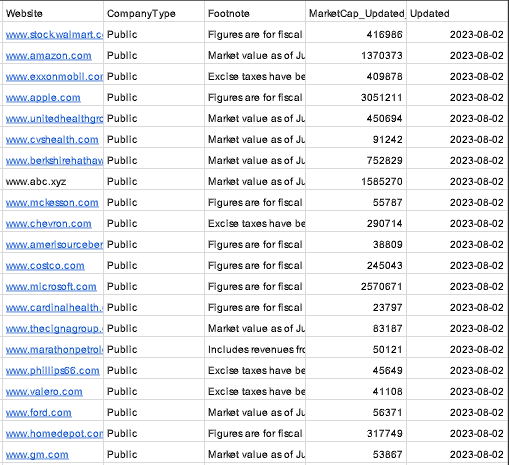 Website CompanyType Footnote MarketCap_Updated_ Updated
www.stock.walmart.c Public Figures are for fiscal 416986 2023-08-02
www.amazon.com Public Market value as of Ju 1370373 2023-08-02
www.exxonmobil.cor Public Excise taxes have be 409878 2023-08-02
www.apple.com Public Figures are for fiscal 3051211 2023-08-02
www.unitedhealthgrc Public Market value as of Ju 450694 2023-08-02
www.cvshealth.com Public Market value as of Ju 91242 2023-08-02
www.berkshirehathaw Public Market value as of Ju 752829 2023-08-02
www.abc.xyz Public Market value as of Ju 1585270 2023-08-02
www.mckesson.com Public Figures are for fiscal 55787 2023-08-02
www.chevron.com Public Excise taxes have be 290714 2023-08-02
www.amerisourceber Public Figures are for fiscal 38809 2023-08-02
www.costco.com Public Figures are for fiscal 245043 2023-08-02
www.microsoft.com Public Figures are for fiscal 2570671 2023-08-02
www.cardinalhealth. Public Figures are for fiscal 23797 2023-08-02
www.thecignagroup. Public Market value as of Ju 83187 2023-08-02
www.marathonpetrol Public Includes revenues frc 50121 2023-08-02
www.phillips66.com Public Excise taxes have be 45649 2023-08-02
www.valero.com Public Excise taxes have be 41108 2023-08-02
www.ford.com Public Market value as of Ju 56371 2023-08-02
www.homedepot.cor Public Figures are for fiscal 317749 2023-08-02
www.gm.com Public Market value as of Ju 53867 2023-08-02